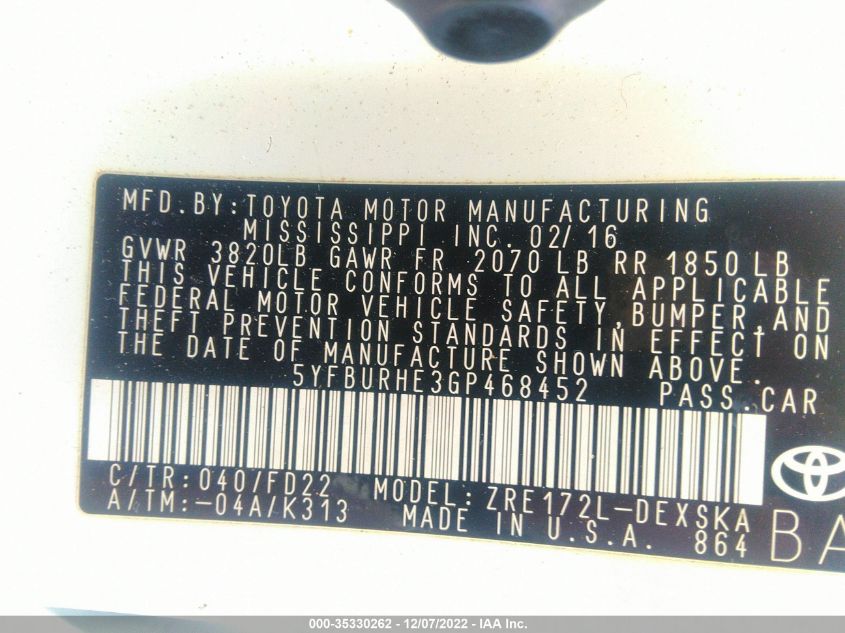 MFD.BY:TOYOTA MOTOR MANUFACTURING
MISSISSIPPI INC. 02/16
GVWR 3820LB GAWR FR 2070LB RR 1850LB
THIS VEHICLE CONFORMS TO ALL APPLICABLE
FEDERAL MOTOR VEHICLE SAFETY,BUMPER,AND
THEFT PREVENTION STANDARDS IN EFFECT ON
THE DATE OF MANUFACTURE SHOWN ABOVE.
5YFBURHE3GP468452 PASS.CAR
C/TR:040/FD22 MODEL:ZRE172L-DEXSKA
A/TM:-04A/K313 MADE IN U.S.A. 864
BA
000-35330262 - 12/07/2022 - IAA Inc.